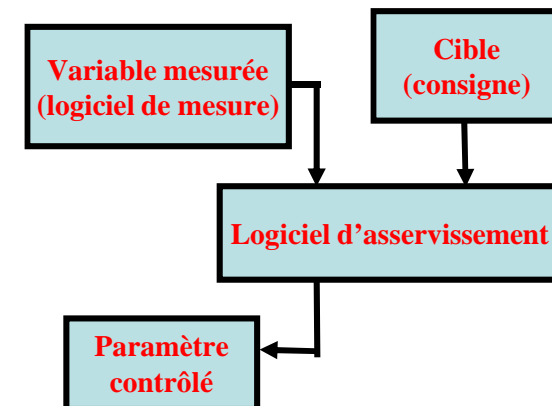 Variable mesurée
(logiciel de mesure)
Cible
(consigne)
Logiciel d'asservissement
Paramètre
contrôlé